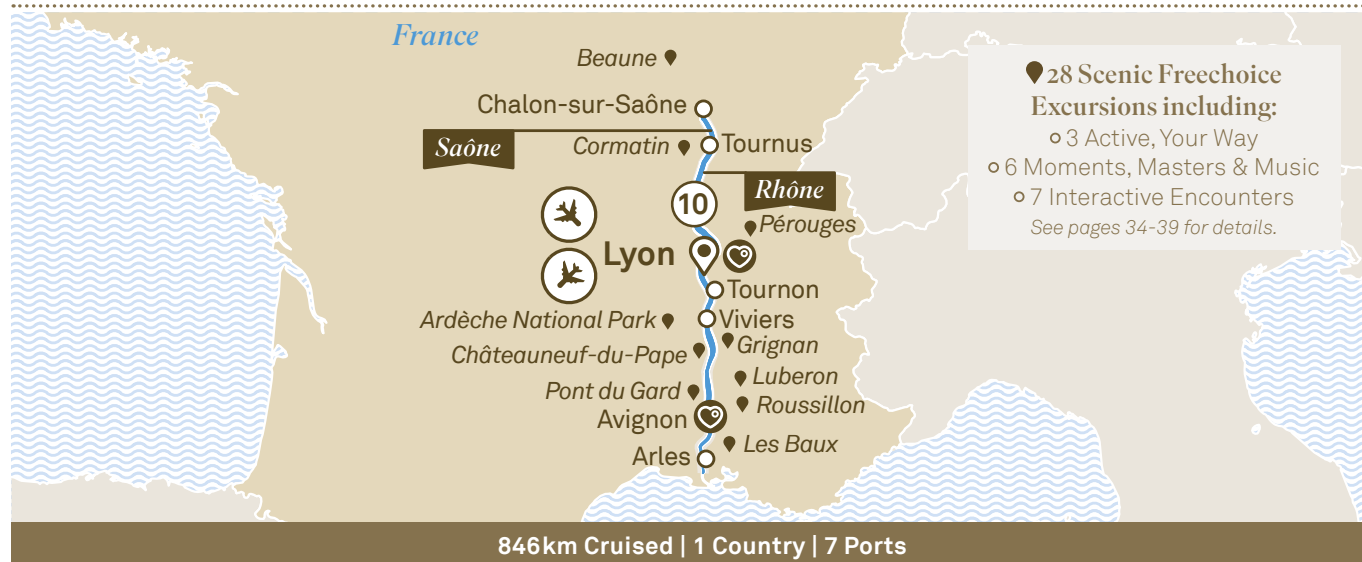 France
Beaune
Chalon-sur-Saône
Saône
Cormatin
Tournus
Rhône
10
Pérouges
Lyon
Tournon
Ardèche National Park
Viviers
Grignan
Châteauneuf-du-Pape
Luberon
Pont du Gard
Roussillon
Avignon
Les Baux
Arles
28 Scenic Freechoice
Excursions including:
3 Active, Your Way
6 Moments, Masters & Music
7 Interactive Encounters
See pages 34-39 for details.
846km Cruised | 1 Country | 7 Ports